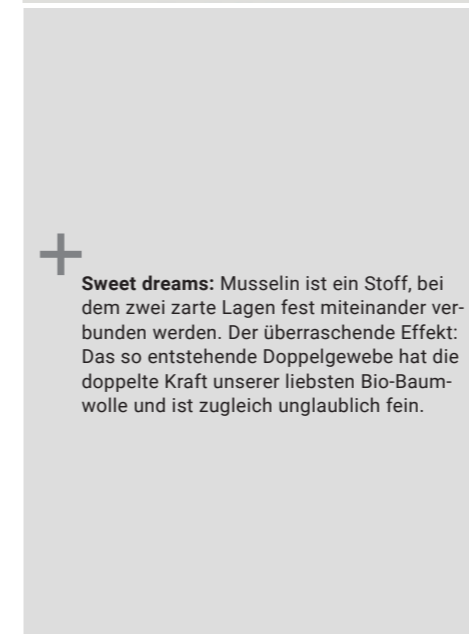 Sweet dreams: Musselin ist ein Stoff, bei
dem zwei zarte Lagen fest miteinander ver-
bunden werden. Der überraschende Effekt:
Das so entstehende Doppelgewebe hat die
doppelte Kraft unserer liebsten Bio-Baum-
wolle und ist zugleich unglaublich fein.